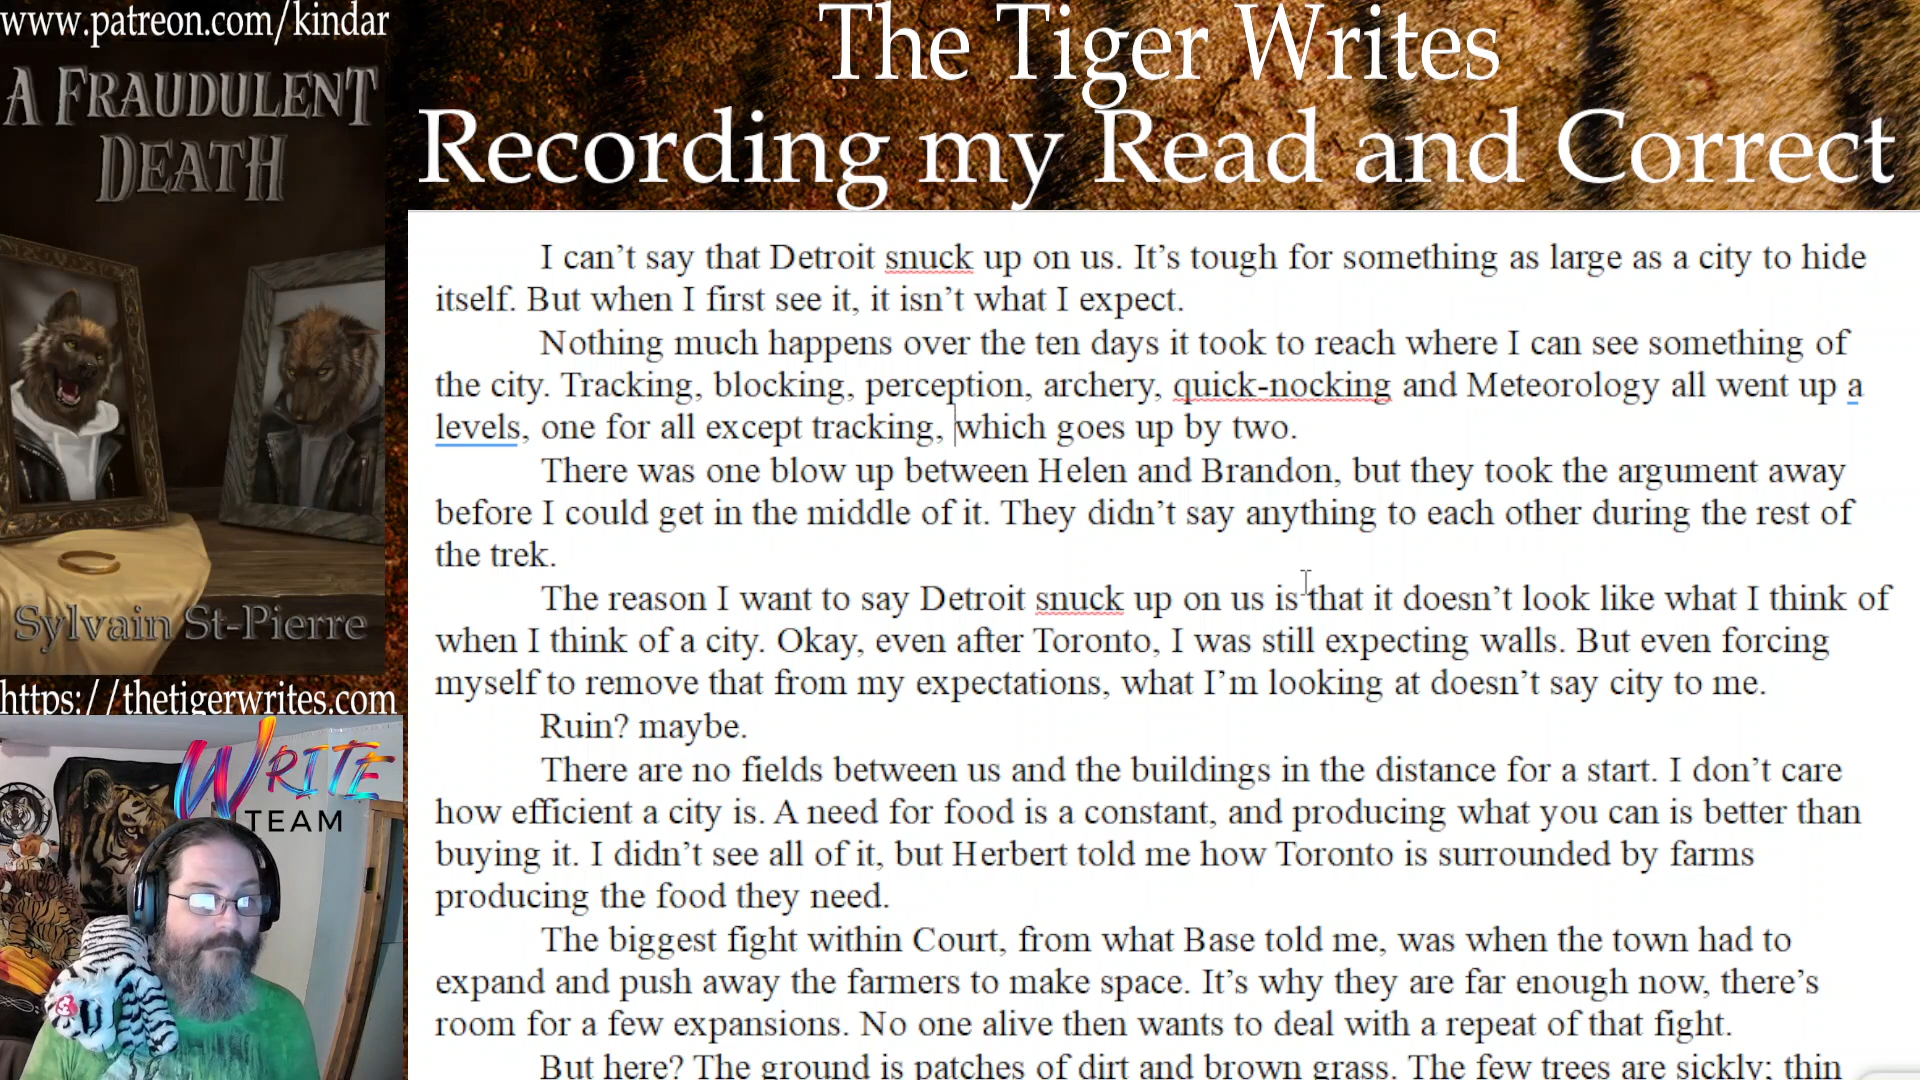 www.patreon.com/kindar
A FRAUDULENT
DEATH
Sylvain St-Pierre
https://thetigerwrites.com
WRITE
TEAM
The Tiger Writes
Recording my Read and Correct
I can’t say that Detroit snuck up on us. It’s tough for something as large as a city to hide
itself. But when I first see it, it isn’t what I expect.
Nothing much happens over the ten days it took to reach where I can see something of
the city. Tracking, blocking, perception, archery, quick-nocking and Meteorology all went up a
levels, one for all except tracking, which goes up by two.
There was one blow up between Helen and Brandon, but they took the argument away
before I could get in the middle of it. They didn’t say anything to each other during the rest of
the trek.
The reason I want to say Detroit snuck up on us is that it doesn’t look like what I think of
when I think of a city. Okay, even after Toronto, I was still expecting walls. But even forcing
myself to remove that from my expectations, what I’m looking at doesn’t say city to me.
Ruin? maybe.
There are no fields between us and the buildings in the distance for a start. I don’t care
how efficient a city is. A need for food is a constant, and producing what you can is better than
buying it. I didn’t see all of it, but Herbert told me how Toronto is surrounded by farms
producing the food they need.
The biggest fight within Court, from what Base told me, was when the town had to
expand and push away the farmers to make space. It’s why they are far enough now, there’s
room for a few expansions. No one alive then wants to deal with a repeat of that fight.
But here? The ground is patches of dirt and brown grass. The few trees are sickly; thin